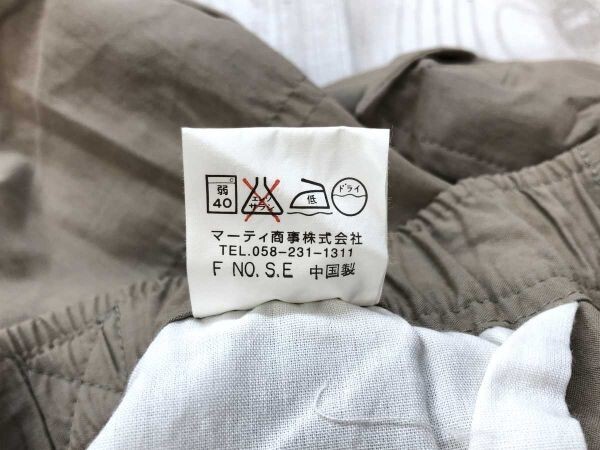 弱 40 C エンソ サラシ 低 ドライ
マーティ商事株式会社
TEL.058-231-1311
F NO.S.E 中国製